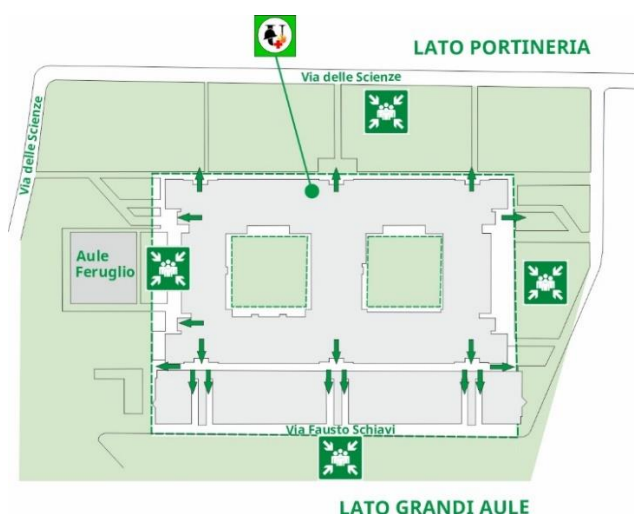 LATO PORTINERIA
Via delle Scienze
Via delle Scienze
Aule
Feruglio
Via Fausto Schiavi
LATO GRANDI AULE